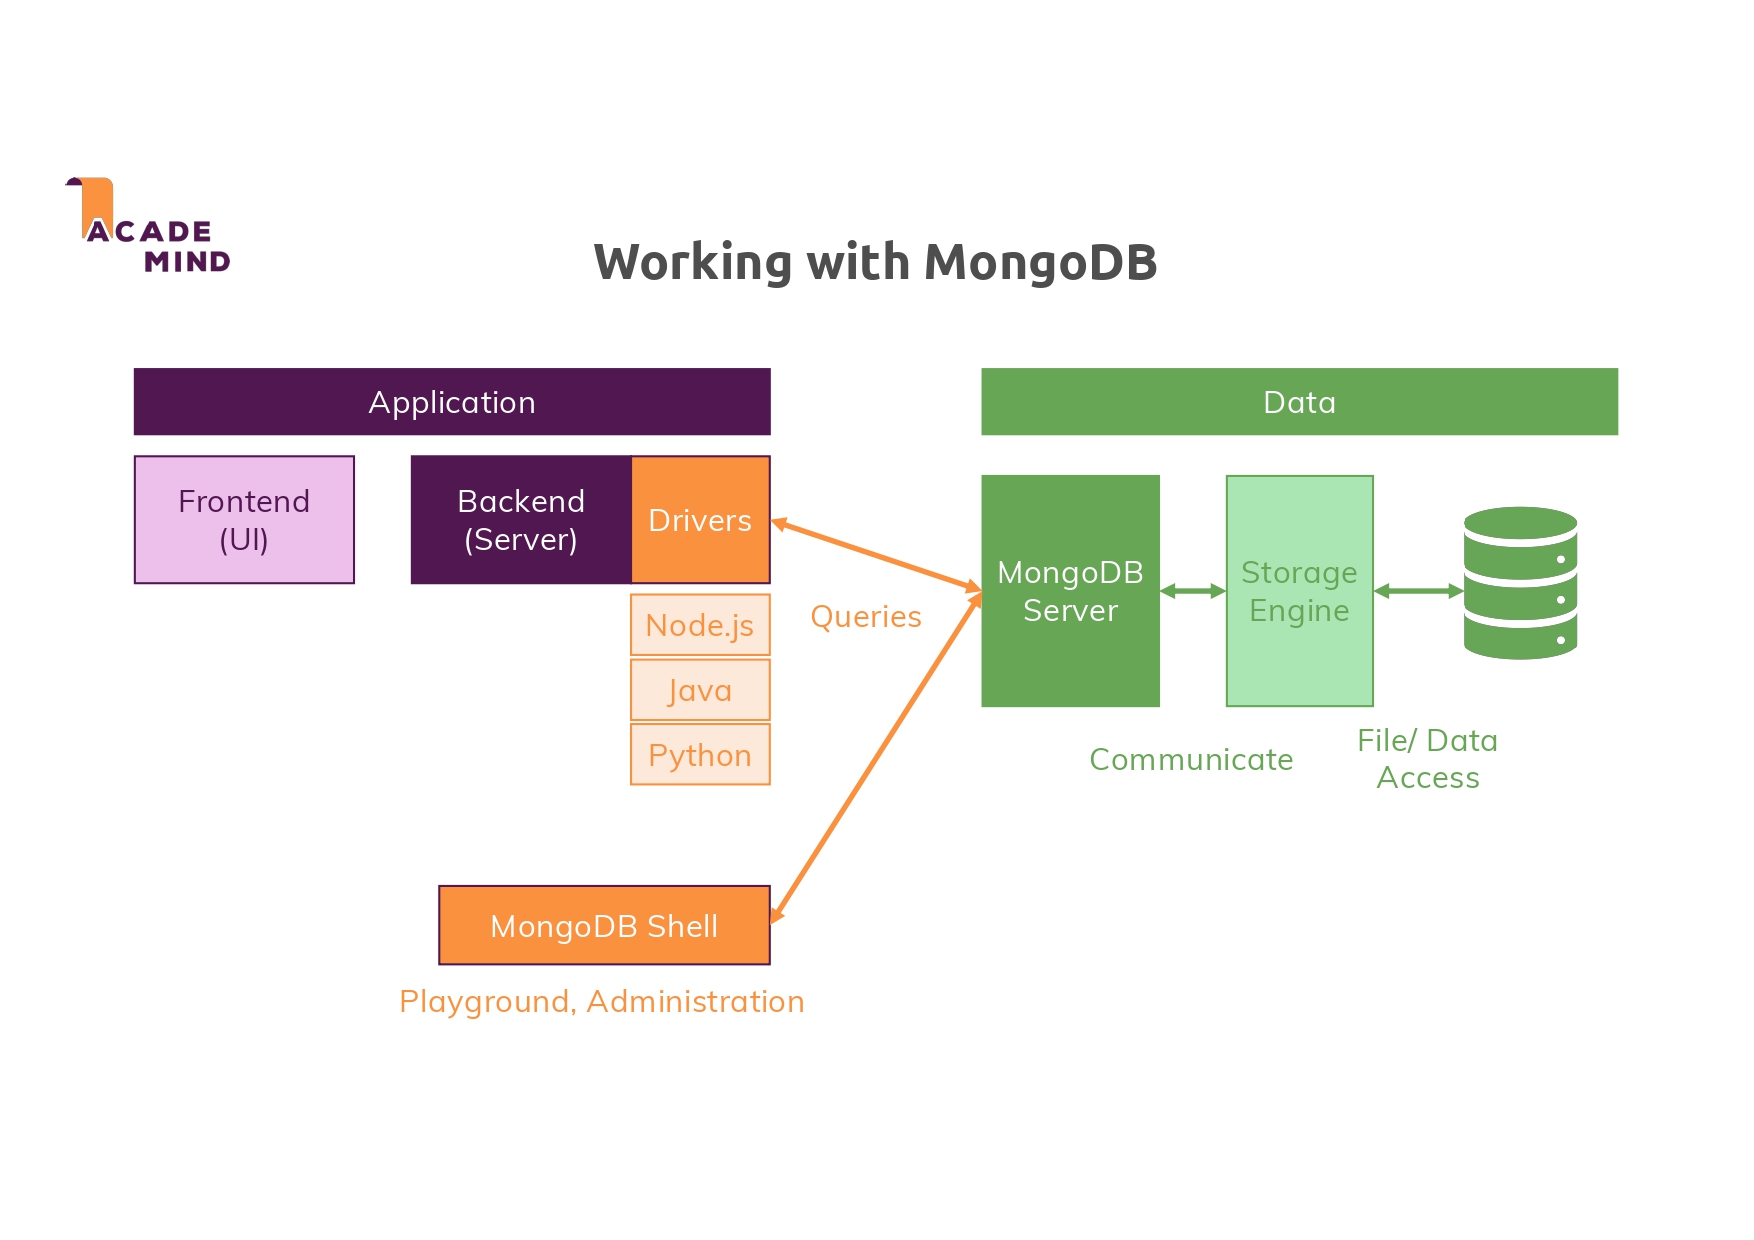 ACADE
MIND
Working with MongoDB
Application
Data
Frontend
(UI)
Backend
(Server)
Drivers
Node.js
Java
Python
Queries
MongoDB
Server
Storage
Engine
Communicate
File/ Data
Access
MongoDB Shell
Playground, Administration